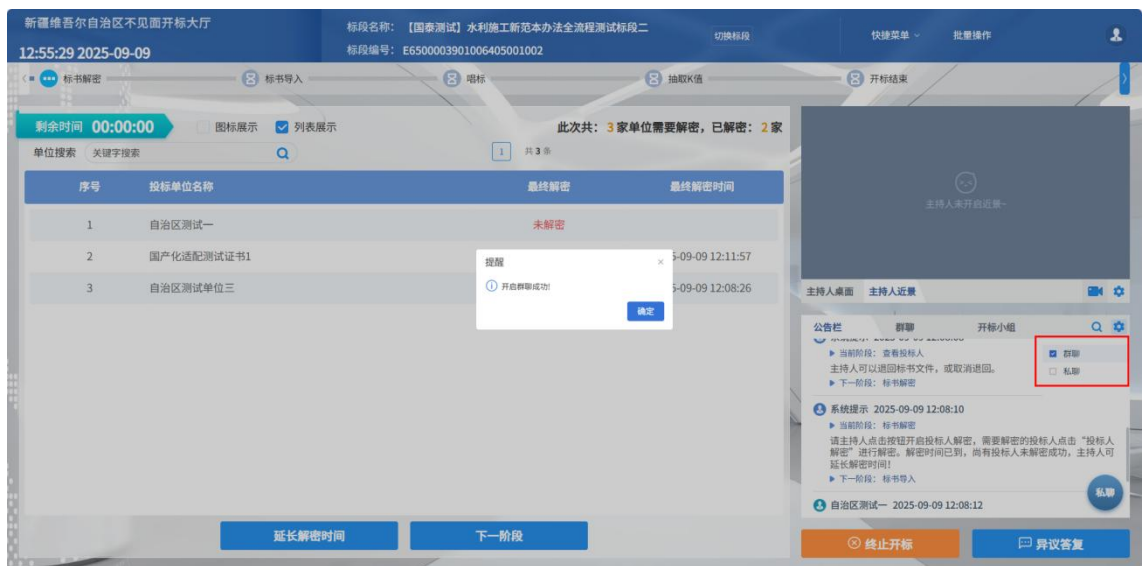 新疆维吾尔自治区不见面开标大厅
标段名称： 【国泰测试】水利施工新范本办法全流程测试标段二
切换标段
快捷菜单
批量操作
12:55:29 2025-09-09
标段编号： E6500003901006405001002
标书解密
标书导入
唱标
抽取K值
开标结束
剩余时间 00:00:00
图标展示
列表展示
此次共： 3 家单位需要解密，已解密： 2 家
单位搜索 关键字搜索
1 共 3 条
序号 投标单位名称 最终解密 最终解密时间
1 自治区测试一 未解密
2 国产化适配测试证书1 5-09-09 12:11:57
3 自治区测试单位三 5-09-09 12:08:26
提醒 ×
开启群聊成功!
确定
主持人未开启近景~
主持人桌面 主持人近景
公告栏 群聊 开标小组
群聊
私聊
当前阶段： 查看投标人
主持人可以退回标书文件，或取消退回。
下一阶段： 标书解密
系统提示 2025-09-09 12:08:10
当前阶段： 标书解密
请主持人点击按钮开启投标人解密，需要解密的投标人点击“投标人
解密”进行解密。解密时间已到，尚有投标人未解密成功，主持人可
延长解密时间!
下一阶段： 标书导入
私聊
自治区测试一 2025-09-09 12:08:12
延长解密时间
下一阶段
终止开标
异议答复